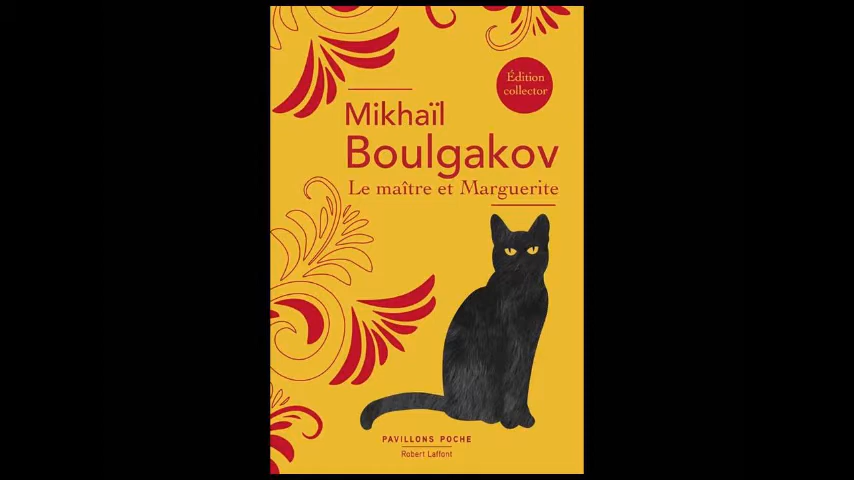 Édition
collector
Mikhaïl
Boulgakov
Le maître et Marguerite
PAVILLONS POCHE
Robert Laffont